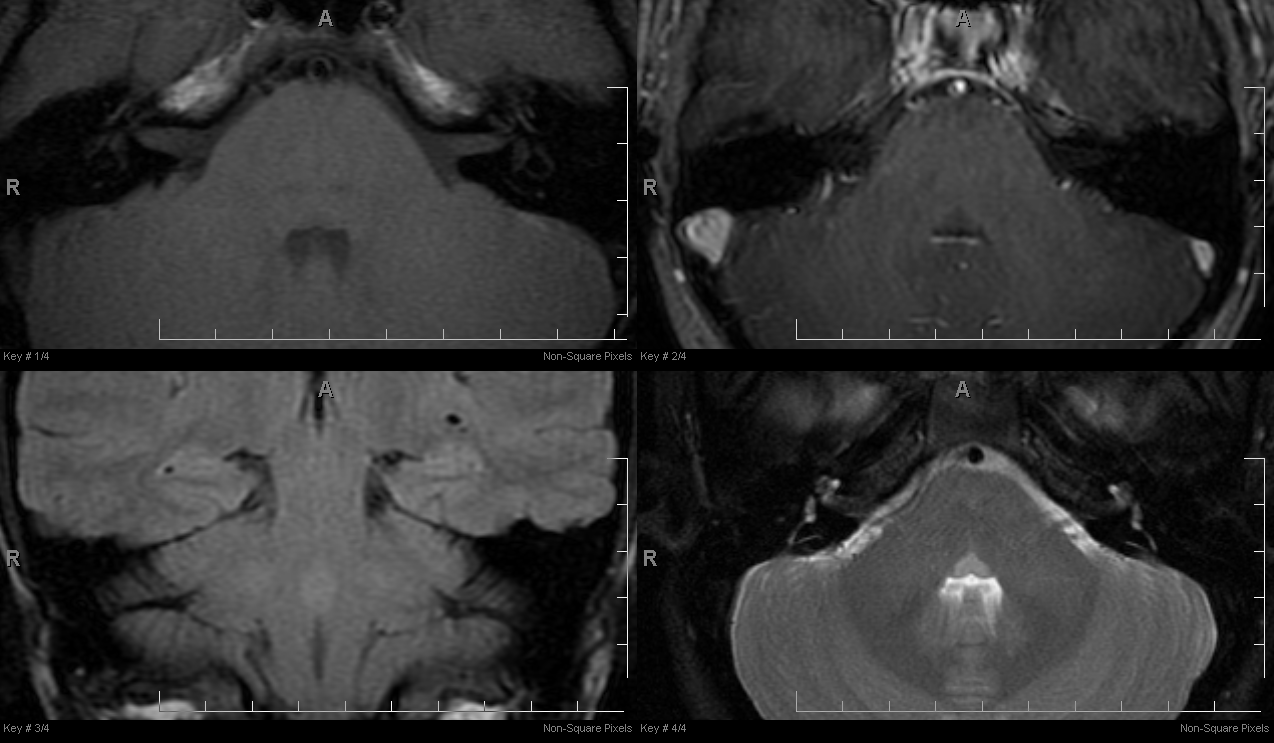 A
R
Key # 1/4 Non-Square Pixels
A
R
Key # 2/4
A
R
Key # 3/4 Non-Square Pixels
A
R
Key # 4/4 Non-Square Pixels